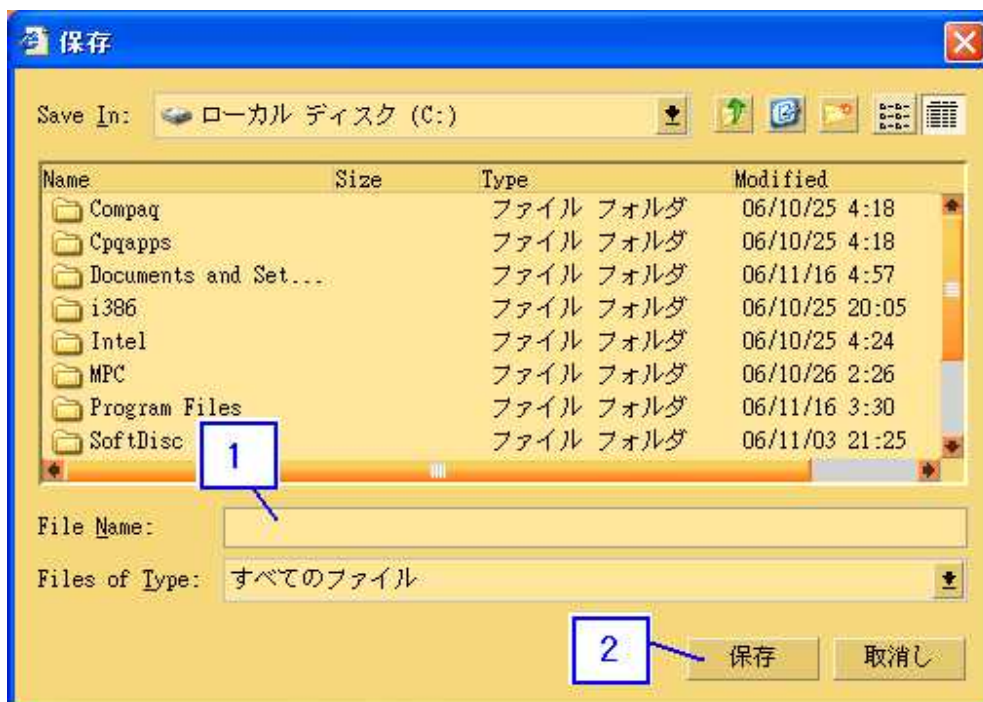 保存
Save In: ローカル ディスク (C:)
Name Size Type Modified
Compaq ファイル フォルダ 06/10/25 4:18
Cpqapps ファイル フォルダ 06/10/25 4:18
Documents and Set... ファイル フォルダ 06/11/16 4:57
i386 ファイル フォルダ 06/10/25 20:05
Intel ファイル フォルダ 06/10/25 4:24
MPC ファイル フォルダ 06/10/26 2:26
Program Files ファイル フォルダ 06/11/16 3:30
SoftDisc ファイル フォルダ 06/11/03 21:25
1
File Name:
Files of Type: すべてのファイル
2 保存 取消し